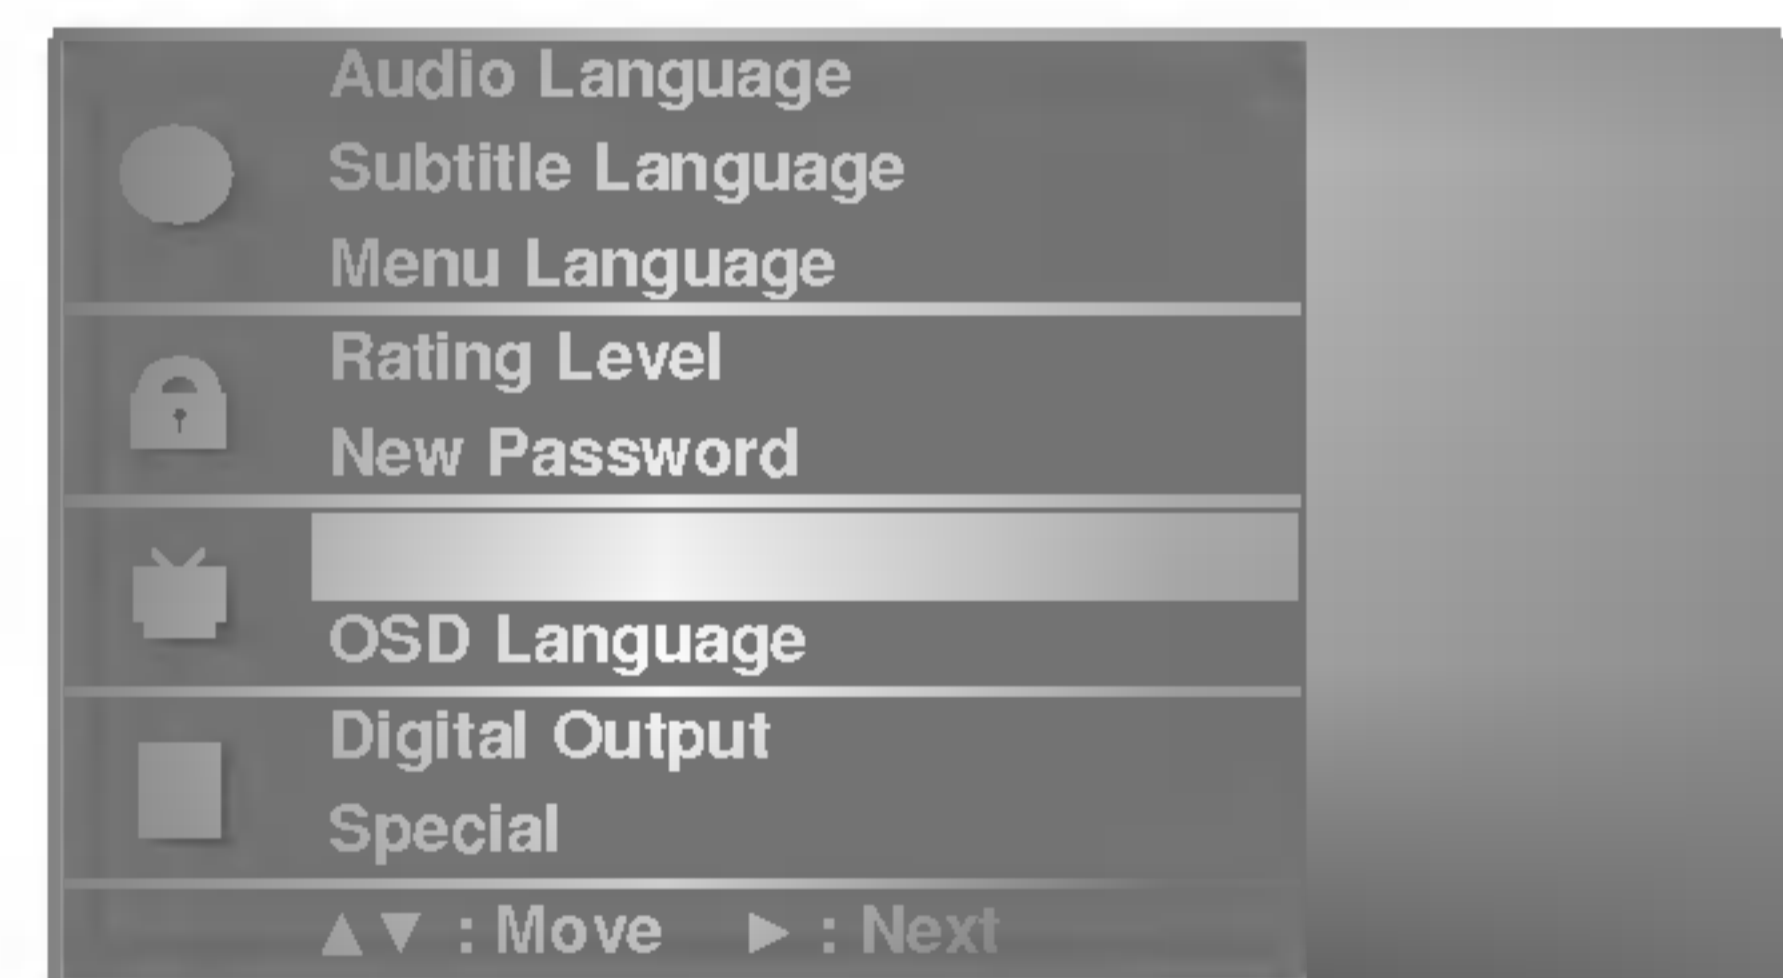 Audio Language
Subtitle Language
Menu Language
Rating Level
New Password
OSD Language
Digital Output
Special
▲▼ : Move ▶ : Next